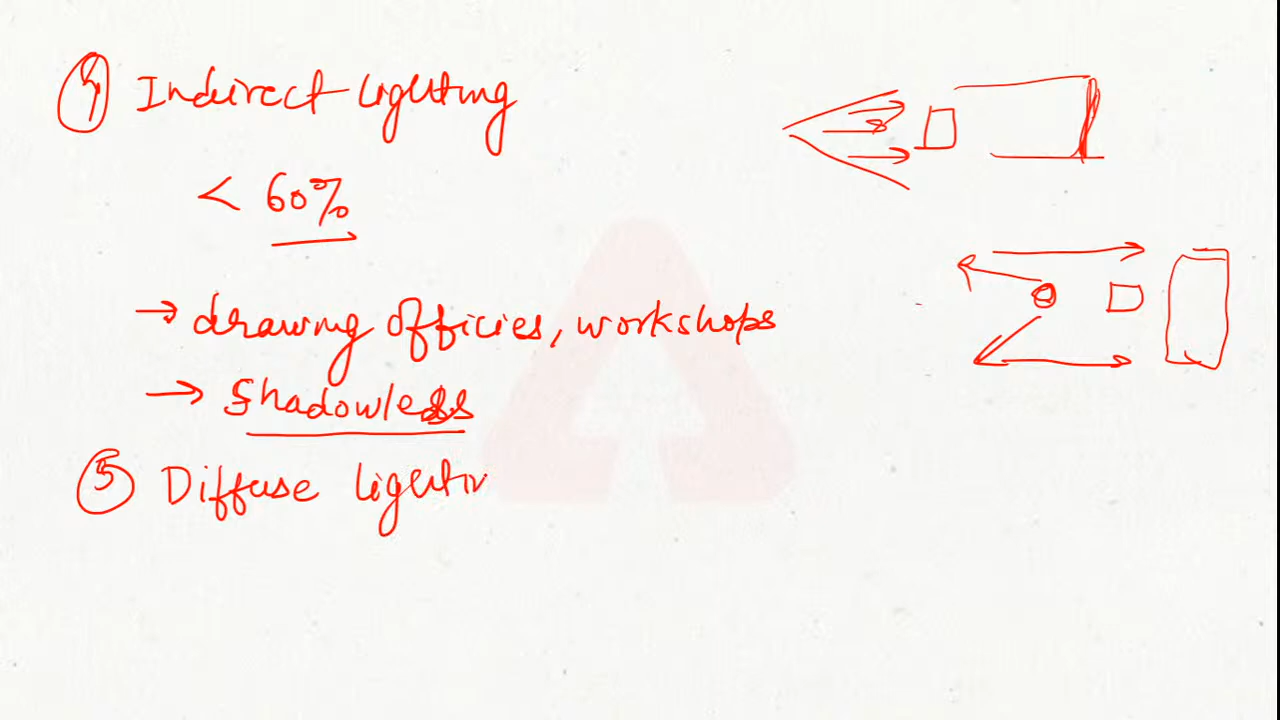 4 Indirect Lighting
< 60%
→ drawing officies, workshops
→ Shadowless
5 Diffuse lightin